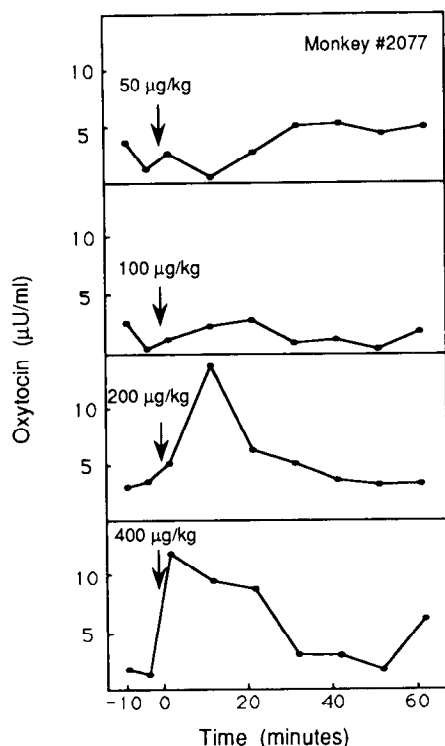 Monkey #2077
10
50 µg/kg
5
10
100 µg/kg
5
10
200 µg/kg
5
400 µg/kg
10
5
-10 0 20 40 60
Time (minutes)
Oxytocin (µU/ml)